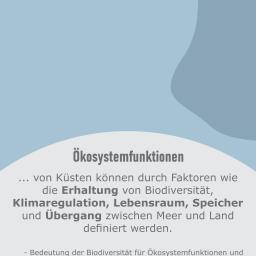 Ökosystemfunktionen
... von Küsten können durch Faktoren wie
die Erhaltung von Biodiversität,
Klimaregulation, Lebensraum, Speicher
und Übergang zwischen Meer und Land
definiert werden.
- Bedeutung der Biodiversität für Ökosystemfunktionen und